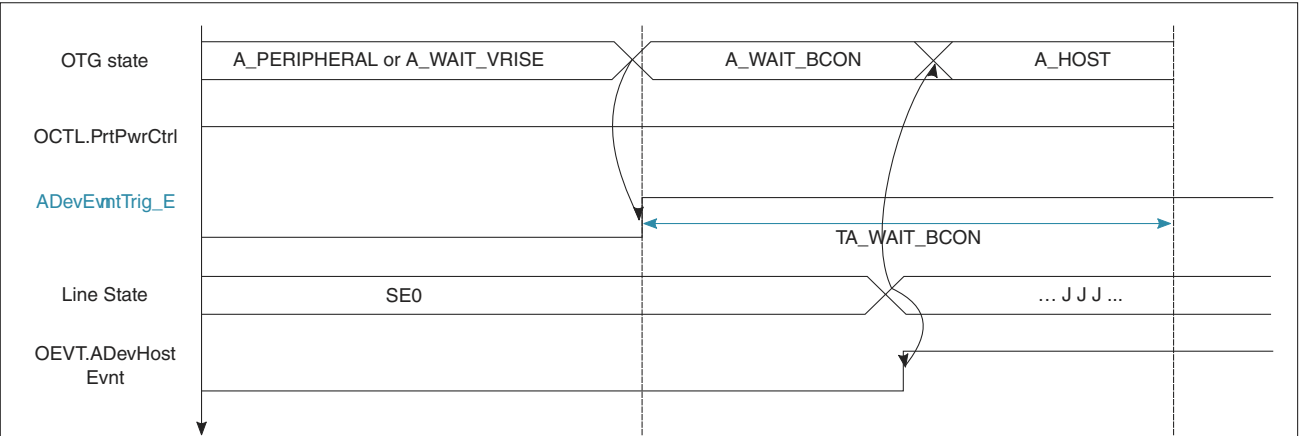 OTG state
A_PERIPHERAL or A_WAIT_VRISE
A_WAIT_BCON
A_HOST
OCTL.PrtPwrCtrl
ADevEvntTrig_E
TA_WAIT_BCON
Line State
SE0
... J J J ...
OEVT.ADevHost
Evnt